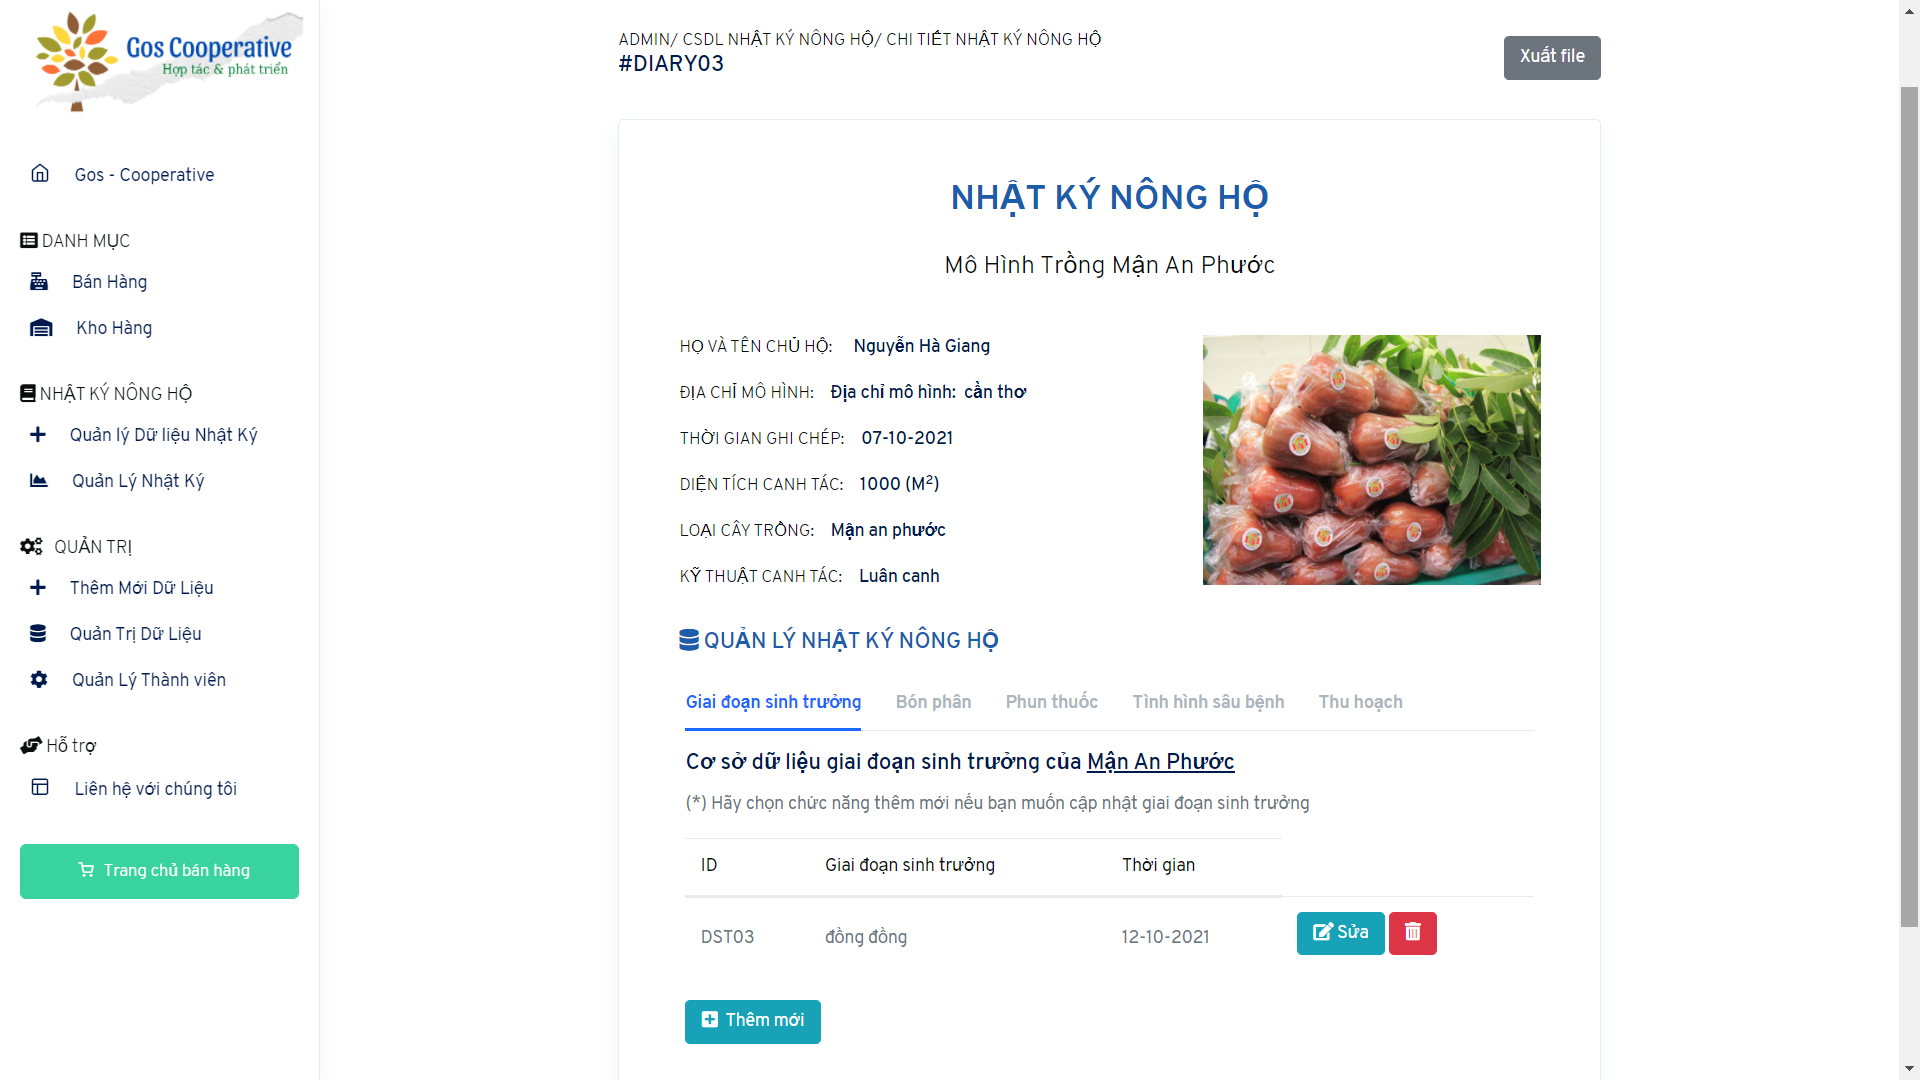 Gos Cooperative
Hợp tác & phát triển
Gos - Cooperative
DANH MỤC
Bán Hàng
Kho Hàng
NHẬT KÝ NÔNG HỘ
Quản lý Dữ liệu Nhật Ký
Quản Lý Nhật Ký
QUẢN TRỊ
Thêm Mới Dữ Liệu
Quản Trị Dữ Liệu
Quản Lý Thành viên
Hỗ trợ
Liên hệ với chúng tôi
Trang chủ bán hàng
ADMIN/ CSDL NHẬT KÝ NÔNG HỘ/ CHI TIẾT NHẬT KÝ NÔNG HỘ
#DIARY03
Xuất file
NHẬT KÝ NÔNG HỘ
Mô Hình Trồng Mận An Phước
HỌ VÀ TÊN CHỦ HỘ: Nguyễn Hà Giang
ĐỊA CHỈ MÔ HÌNH: Địa chỉ mô hình: cần thơ
THỜI GIAN GHI CHÉP: 07-10-2021
DIỆN TÍCH CANH TÁC: 1000 (M²)
LOẠI CÂY TRỒNG: Mận an phước
KỸ THUẬT CANH TÁC: Luân canh
QUẢN LÝ NHẬT KÝ NÔNG HỘ
Giai đoạn sinh trưởng Bón phân Phun thuốc Tình hình sâu bệnh Thu hoạch
Cơ sở dữ liệu giai đoạn sinh trưởng của Mận An Phước
(*) Hãy chọn chức năng thêm mới nếu bạn muốn cập nhật giai đoạn sinh trưởng
ID Giai đoạn sinh trưởng Thời gian
DST03 đòng đồng 12-10-2021 Sửa
Thêm mới